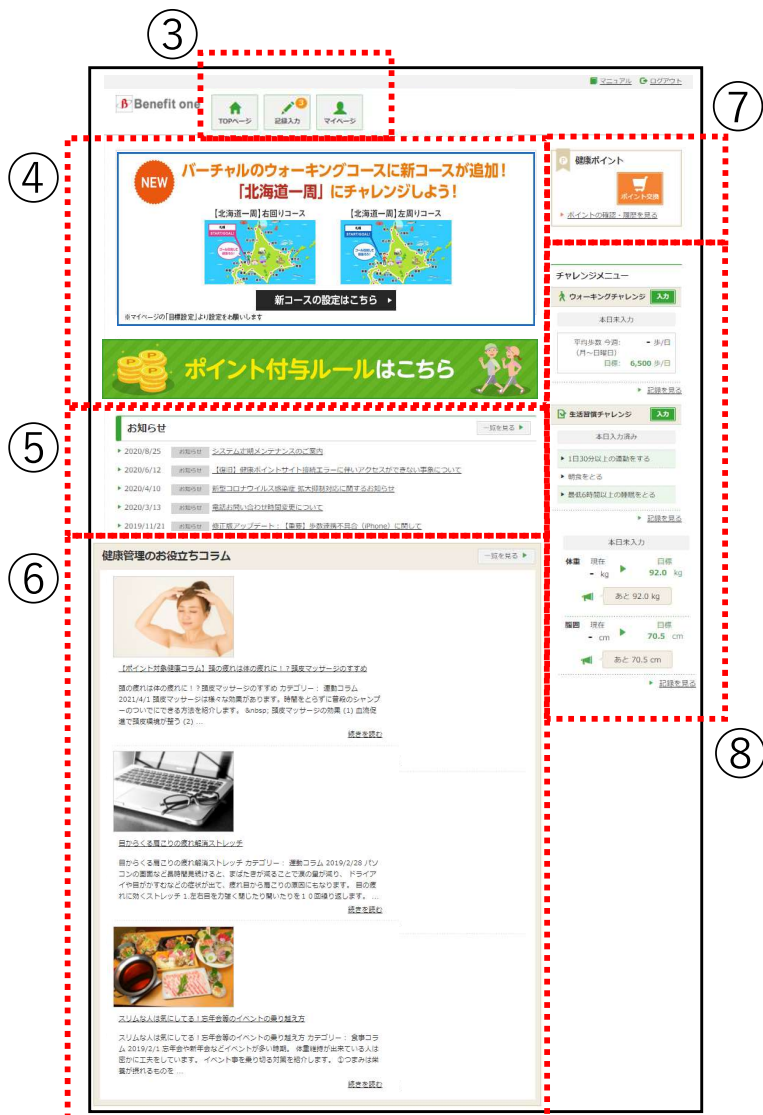 ③
マニュアル ログアウト
Benefit one
TOPページ
3
記録入力
マイページ
⑦
④
NEW
バーチャルのウォーキングコースに新コースが追加!
「北海道一周」にチャレンジしよう!
【北海道一周】右回りコース
【北海道一周】左周りコース
札幌
START/GOAL!
札幌
START/GOAL!
新コースの設定はこちら
※マイページの「目標設定」より設定をお願いします
ポイント付与ルールはこちら
P
健康ポイント
ポイント交換
ポイントの確認・履歴を見る
⑤
お知らせ
一覧を見る
2020/8/25 お知らせ システム定期メンテナンスのご案内
2020/6/12 お知らせ 【復旧】健康ポイントサイト接続エラーに伴いアクセスができない事象について
2020/4/10 お知らせ 新型コロナウイルス感染症 拡大抑制対応に関するお知らせ
2020/3/13 お知らせ 電話お問い合わせ時間変更について
2019/11/21 お知らせ 修正版アップデート:【重要】歩数連携不具合（iPhone）に関して
⑥
健康管理のお役立ちコラム
一覧を見る
【ポイント対象健康コラム】頭の疲れは体の疲れに！？頭皮マッサージのすすめ
頭の疲れは体の疲れに！？頭皮マッサージのすすめ カテゴリー： 運動コラム
2021/4/1 頭皮マッサージは様々な効果があります。時間をとらずに普段のシャンプ
ーのついでにできる方法を紹介します。 &nbsp; 頭皮マッサージの効果 (1) 血流促
進で頭皮環境が整う (2) ...
続きを読む
目からくる肩こりの疲れ解消ストレッチ
目からくる肩こりの疲れ解消ストレッチ カテゴリー： 運動コラム 2019/2/28 パソ
コンの画面など長時間見続けると、まばたきが減ることで涙の量が減り、 ドライア
イや目がかすむなどの症状が出て、疲れ目から肩こりの原因にもなります。 目の疲
れに効くストレッチ 1.左右目を力強く閉じたり開いたりを１０回繰り返します。 ...
続きを読む
スリムな人は気にしてる！忘年会等のイベントの乗り越え方
スリムな人は気にしてる！忘年会等のイベントの乗り越え方 カテゴリー： 食事コラ
ム 2019/2/1 忘年会や新年会などイベントが多い時期。 体重維持が出来ている人は
密かに工夫をしています。 イベント事を乗り切る対策を紹介します。 ①つまみは栄
養が摂れるものを ...
続きを読む
チャレンジメニュー
ウォーキングチャレンジ 入力
本日未入力
平均歩数 今週: - 歩/日
(月～日曜日)
目標: 6,500 歩/日
記録を見る
生活習慣チャレンジ 入力
本日入力済み
1日30分以上の運動をする
朝食をとる
最低6時間以上の睡眠をとる
記録を見る
本日未入力
体重 現在 目標
- kg 92.0 kg
あと 92.0 kg
腹囲 現在 目標
- cm 70.5 cm
あと 70.5 cm
記録を見る
⑧